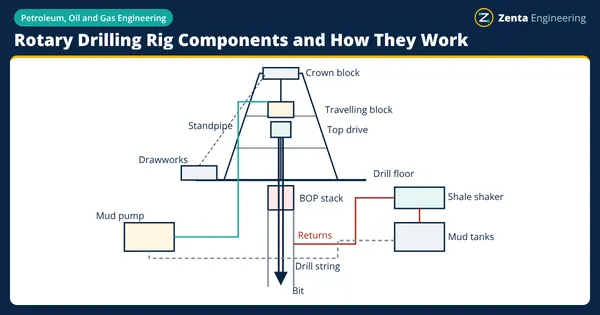 Petroleum, Oil and Gas Engineering
Zenta Engineering
Rotary Drilling Rig Components and How They Work
Crown block
Travelling block
Standpipe
Top drive
Drawworks
Drill floor
BOP stack
Shale shaker
Mud pump
Returns
Mud tanks
Drill string
Bit